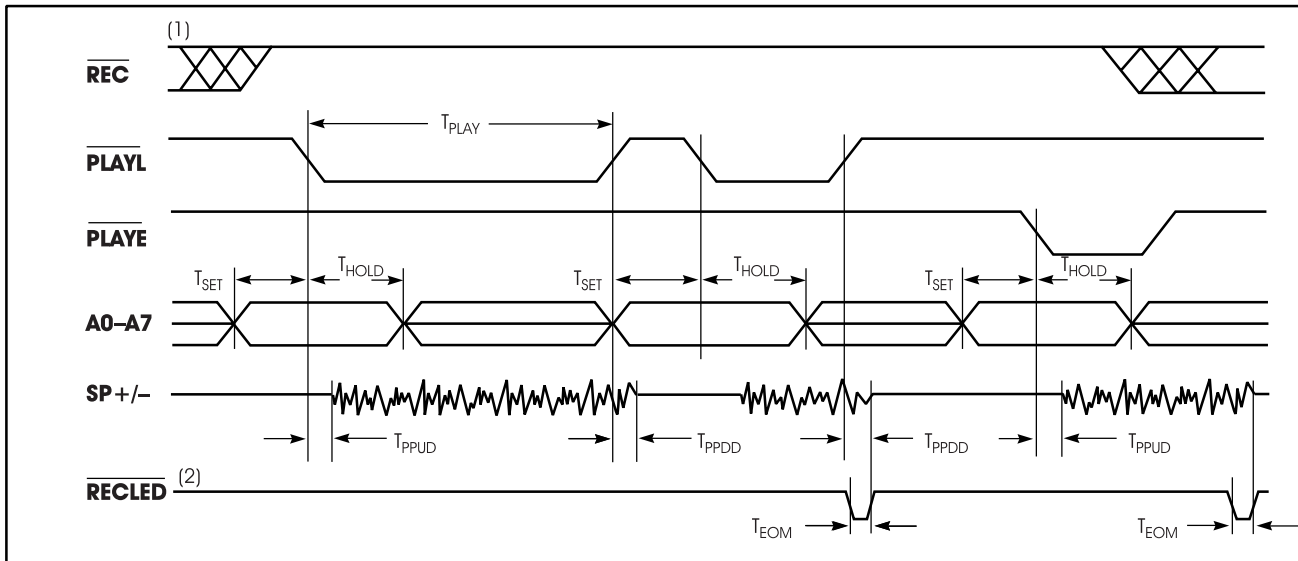 (1)
REC
T_PLAY
PLAYL
PLAYE
T_SET T_HOLD T_SET T_HOLD T_SET T_HOLD
A0–A7
SP+/–
T_PPUD T_PPDD T_PPDD T_PPUD
RECLED (2)
T_EOM T_EOM